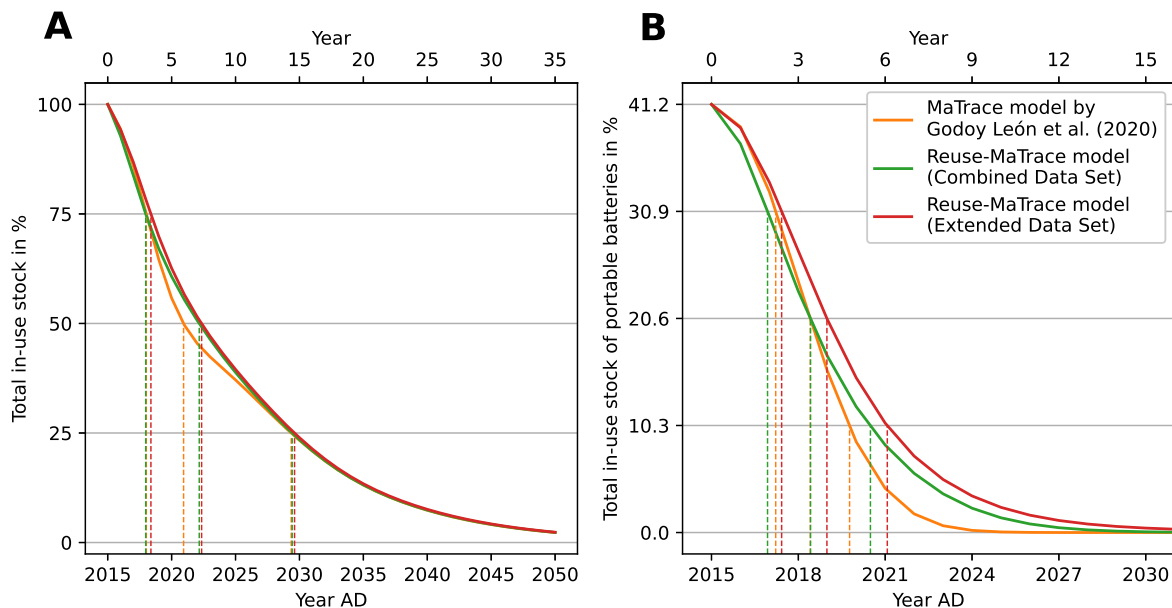 A
Year
0 5 10 15 20 25 30 35
100
75
50
25
0
Total in-use stock in %
2015 2020 2025 2030 2035 2040 2045 2050
Year AD
B
Year
0 3 6 9 12 15
41.2
30.9
20.6
10.3
0.0
Total in-use stock of portable batteries in %
MaTrace model by
Godoy León et al. (2020)
Reuse-MaTrace model
(Combined Data Set)
Reuse-MaTrace model
(Extended Data Set)
2015 2018 2021 2024 2027 2030
Year AD